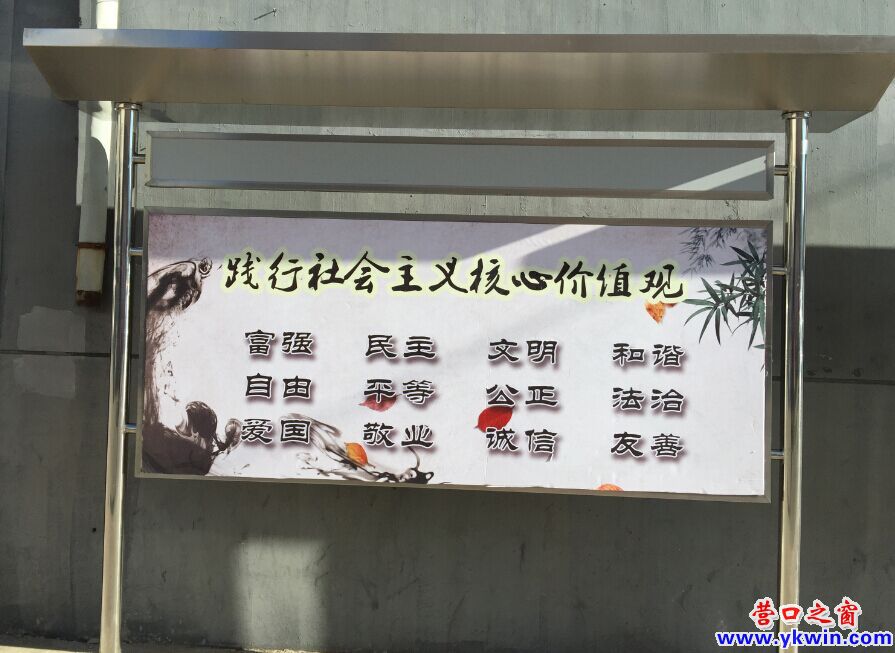 践行社会主义核心价值观
富强 民主 文明 和谐
自由 平等 公正 法治
爱国 敬业 诚信 友善
营口之窗
www.ykwin.com